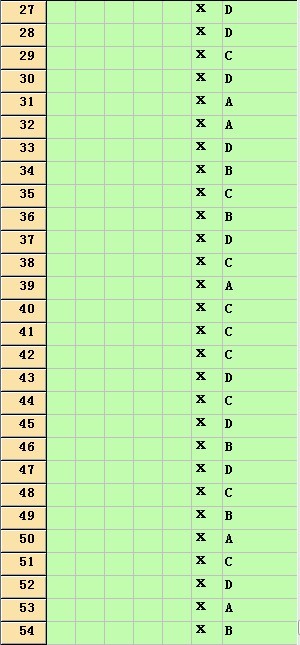 27 X D
28 X D
29 X C
30 X D
31 X A
32 X A
33 X D
34 X B
35 X C
36 X B
37 X D
38 X C
39 X A
40 X C
41 X C
42 X C
43 X D
44 X C
45 X D
46 X B
47 X D
48 X C
49 X B
50 X A
51 X C
52 X D
53 X A
54 X B